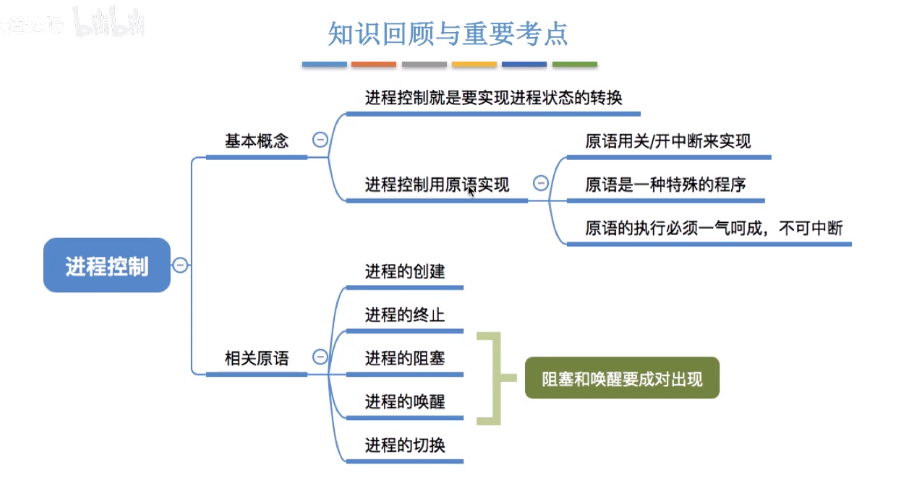 bilibili
知识回顾与重要考点
进程控制就是要实现进程状态的转换
基本概念
原语用关/开中断来实现
进程控制用原语实现
原语是一种特殊的程序
原语的执行必须一气呵成，不可中断
进程控制
进程的创建
进程的终止
相关原语
进程的阻塞
阻塞和唤醒要成对出现
进程的唤醒
进程的切换